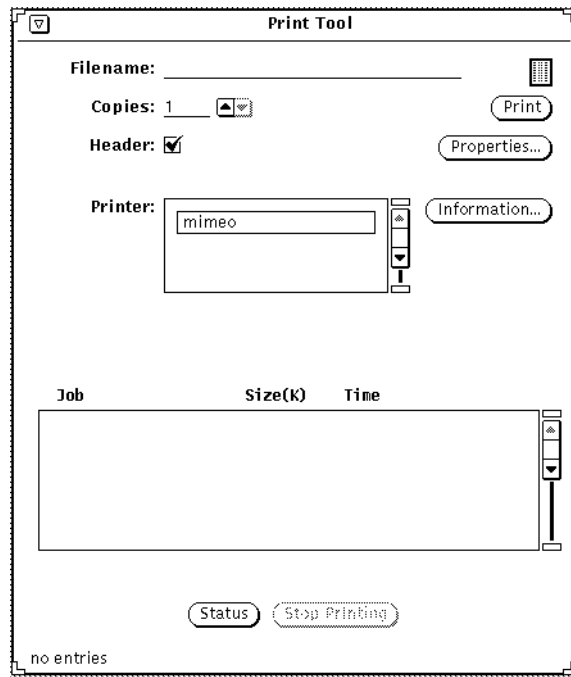 Print Tool
Filename:
Copies: 1
Print
Header:
Properties...
Printer:
mimeo
Information...
Job Size(K) Time
Status Stop Printing
no entries